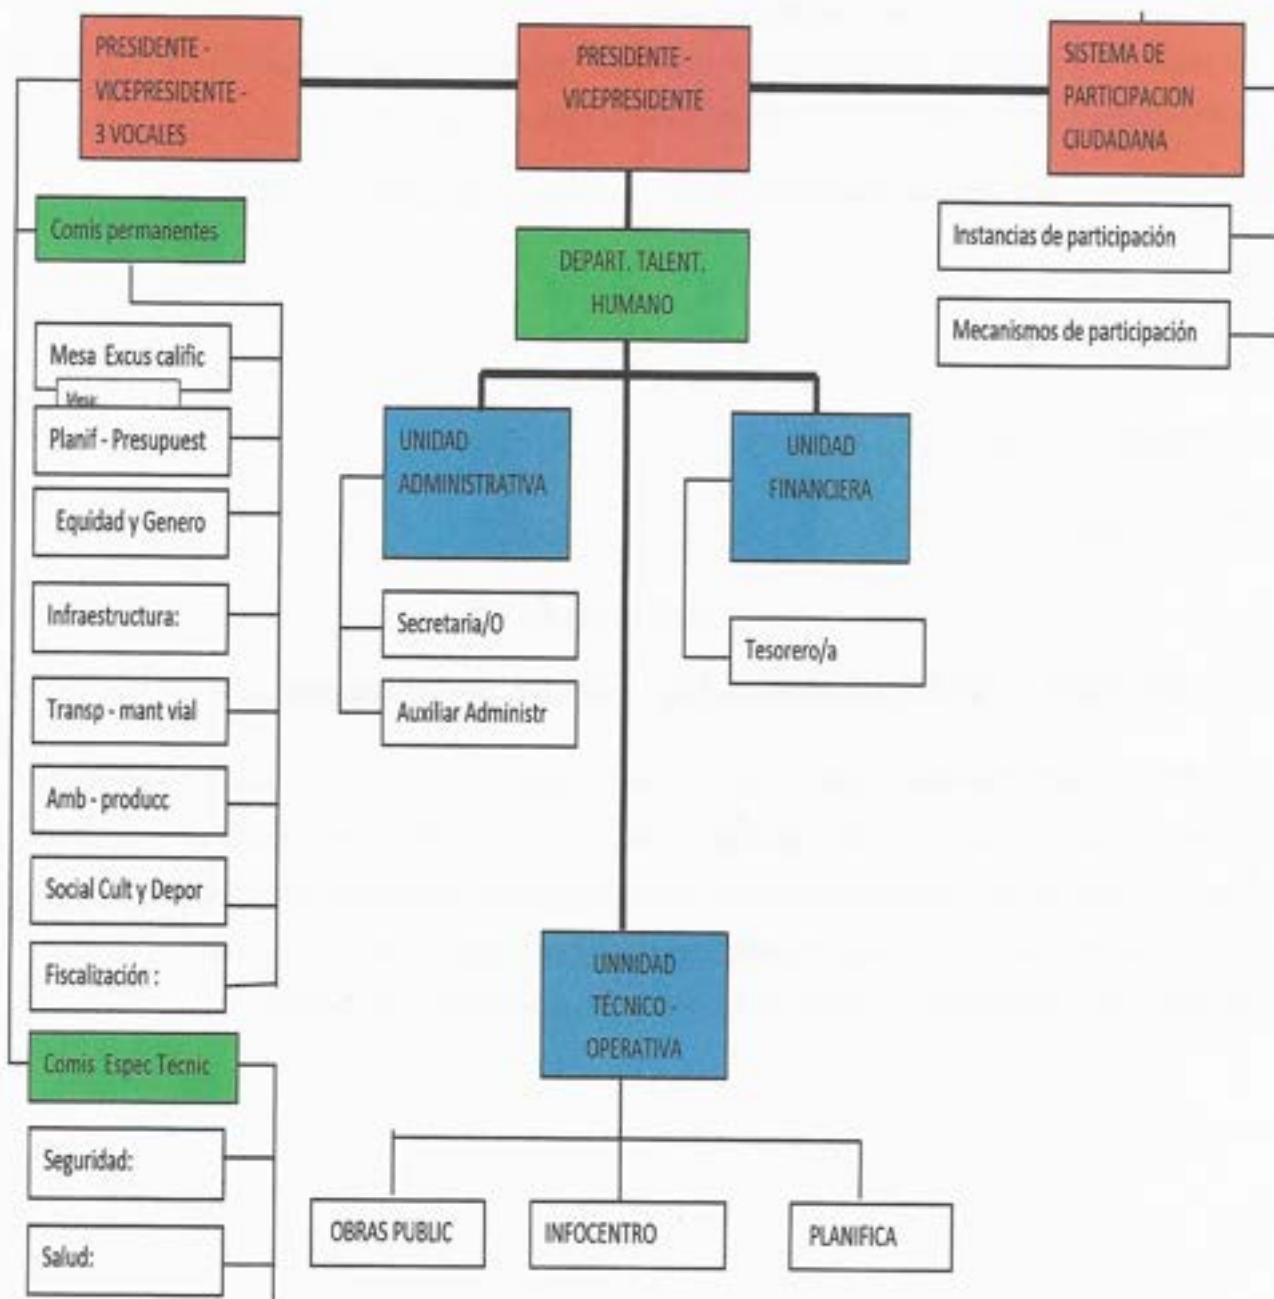 PRESIDENTE -
VICEPRESIDENTE -
3 VOCALES
PRESIDENTE -
VICEPRESIDENTE
SISTEMA DE
PARTICIPACION
CIUDADANA
Comis permanentes
Mesa Excus calific
Mesa:
Planif - Presupuest
Equidad y Genero
Infraestructura:
Transp - mant vial
Amb - producc
Social Cult y Depor
Fiscalización :
Comis Espec Tecnic
Seguridad:
Salud:
DEPART. TALENT.
HUMANO
UNIDAD
ADMINISTRATIVA
Secretaria/O
Auxiliar Administr
UNIDAD
FINANCIERA
Tesorero/a
UNNIDAD
TÉCNICO -
OPERATIVA
OBRAS PUBLIC
INFOCENTRO
PLANIFICA
Instancias de participación
Mecanismos de participación